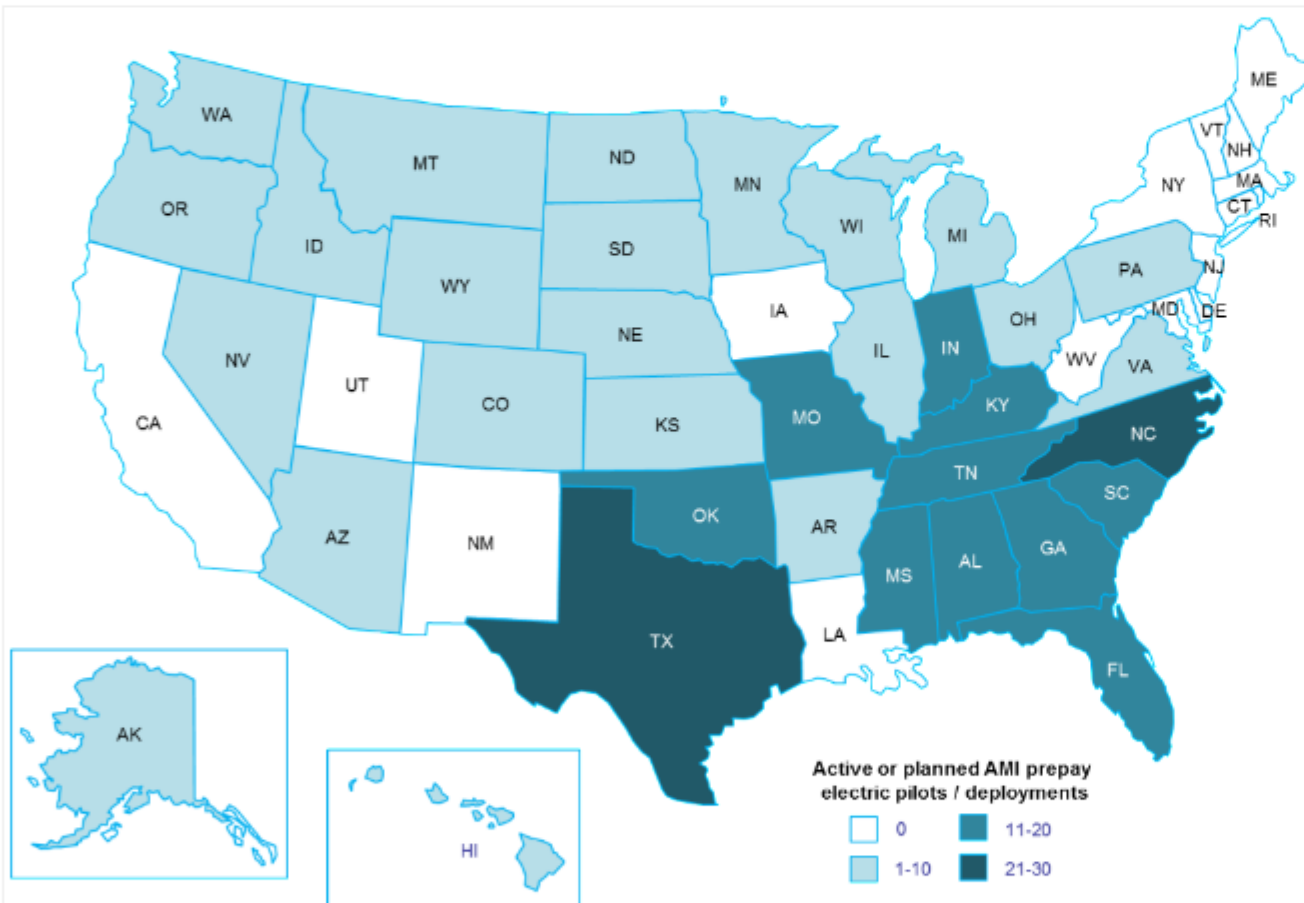 WA
MT
ND
MN
OR
ID
SD
WI
MI
WY
NE
IA
NV
UT
CO
KS
CA
AZ
NM
OK
TX
MO
AR
LA
IL
IN
OH
KY
TN
MS
AL
GA
SC
NC
FL
VA
WV
PA
MD
DE
NJ
NY
CT
RI
MA
VT
NH
ME
AK
HI
Active or planned AMI prepay
electric pilots / deployments
0
11-20
1-10
21-30